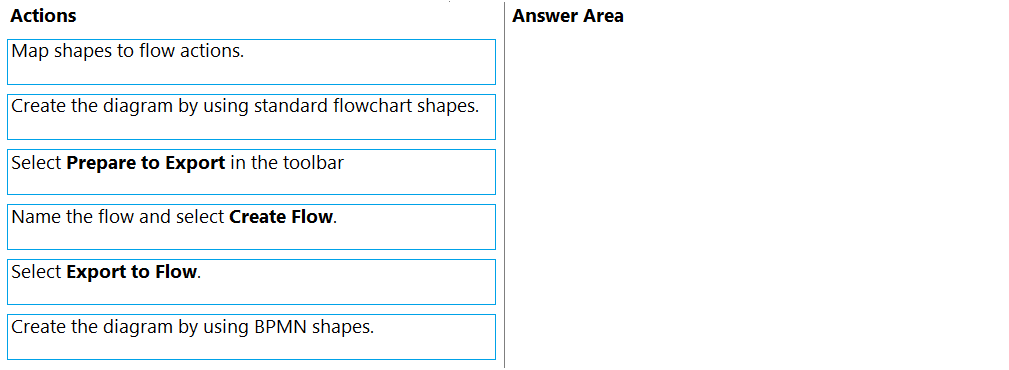 Actions
Answer Area
Map shapes to flow actions.
Create the diagram by using standard flowchart shapes.
Select Prepare to Export in the toolbar
Name the flow and select Create Flow.
Select Export to Flow.
Create the diagram by using BPMN shapes.